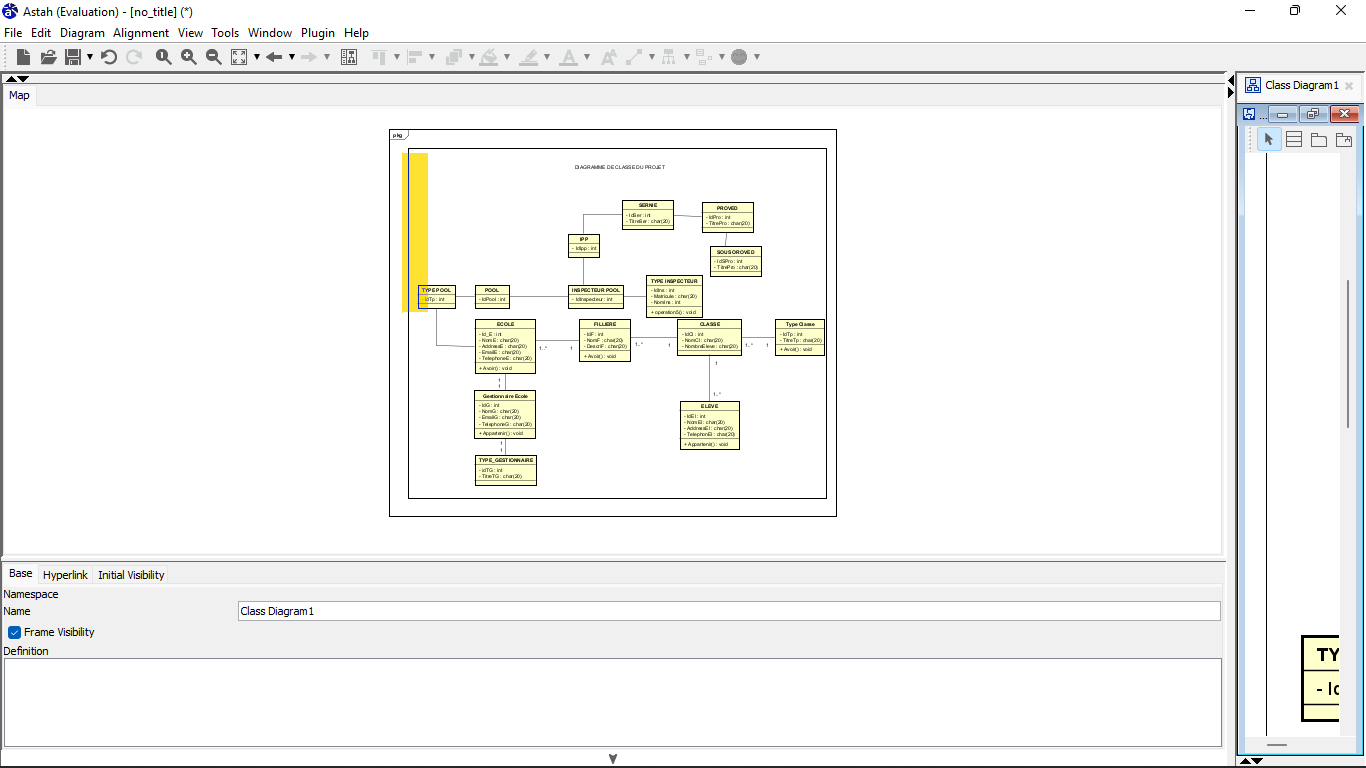 Astah (Evaluation) - [no_title] (*)
File Edit Diagram Alignment View Tools Window Plugin Help
Map
Class Diagram1
...
pkg
DIAGRAMME DE CLASSE DU PROJET
SERNIE
- IdSer : int
- TitreSer : char(20)
PROVED
- IdPro : int
- TitrePro : char(20)
IPP
- IdIpp : int
SOUSOROVED
- IdSPro : int
- TitrePro : char(20)
TYPE POOL
- IdTp : int
POOL
- IdPool : int
INSPECTEUR POOL
- IdInspecteur : int
TYPE INSPECTEUR
- IdIns : int
- Matricule : char(20)
- NomIns : int
+ operation5() : void
ECOLE
- Id_E : int
- NomE : char(20)
- AddresseE : char(20)
- EmailE : char(20)
- TelephoneE : char(20)
+ Avoir() : void
1..*
1
FILLIERE
- IdF : int
- NomF : char(20)
- DescriF : char(20)
+ Avoir() : void
1..*
1
CLASSE
- IdCl : int
- NomCl : char(20)
- NombreEleve : char(20)
1..*
1
Type Classe
- IdTp : int
- TitreTp : char(20)
+ Avoir() : void
1
1
1
1..*
Gestionnaire Ecole
- IdG : int
- NomG : char(20)
- EmailG : char(20)
- TelephoneG : char(20)
+ Appartenir() : void
ELEVE
- IdEl : int
- NomEl : char(20)
- AddresseEl : char(20)
- TelephonEl : char(20)
+ Appartenir() : void
1
1
TYPE_GESTIONNAIRE
- IdTG : int
- TitreTG : char(20)
Base Hyperlink Initial Visibility
Namespace
Name Class Diagram1
Frame Visibility
Definition
TY
- Id